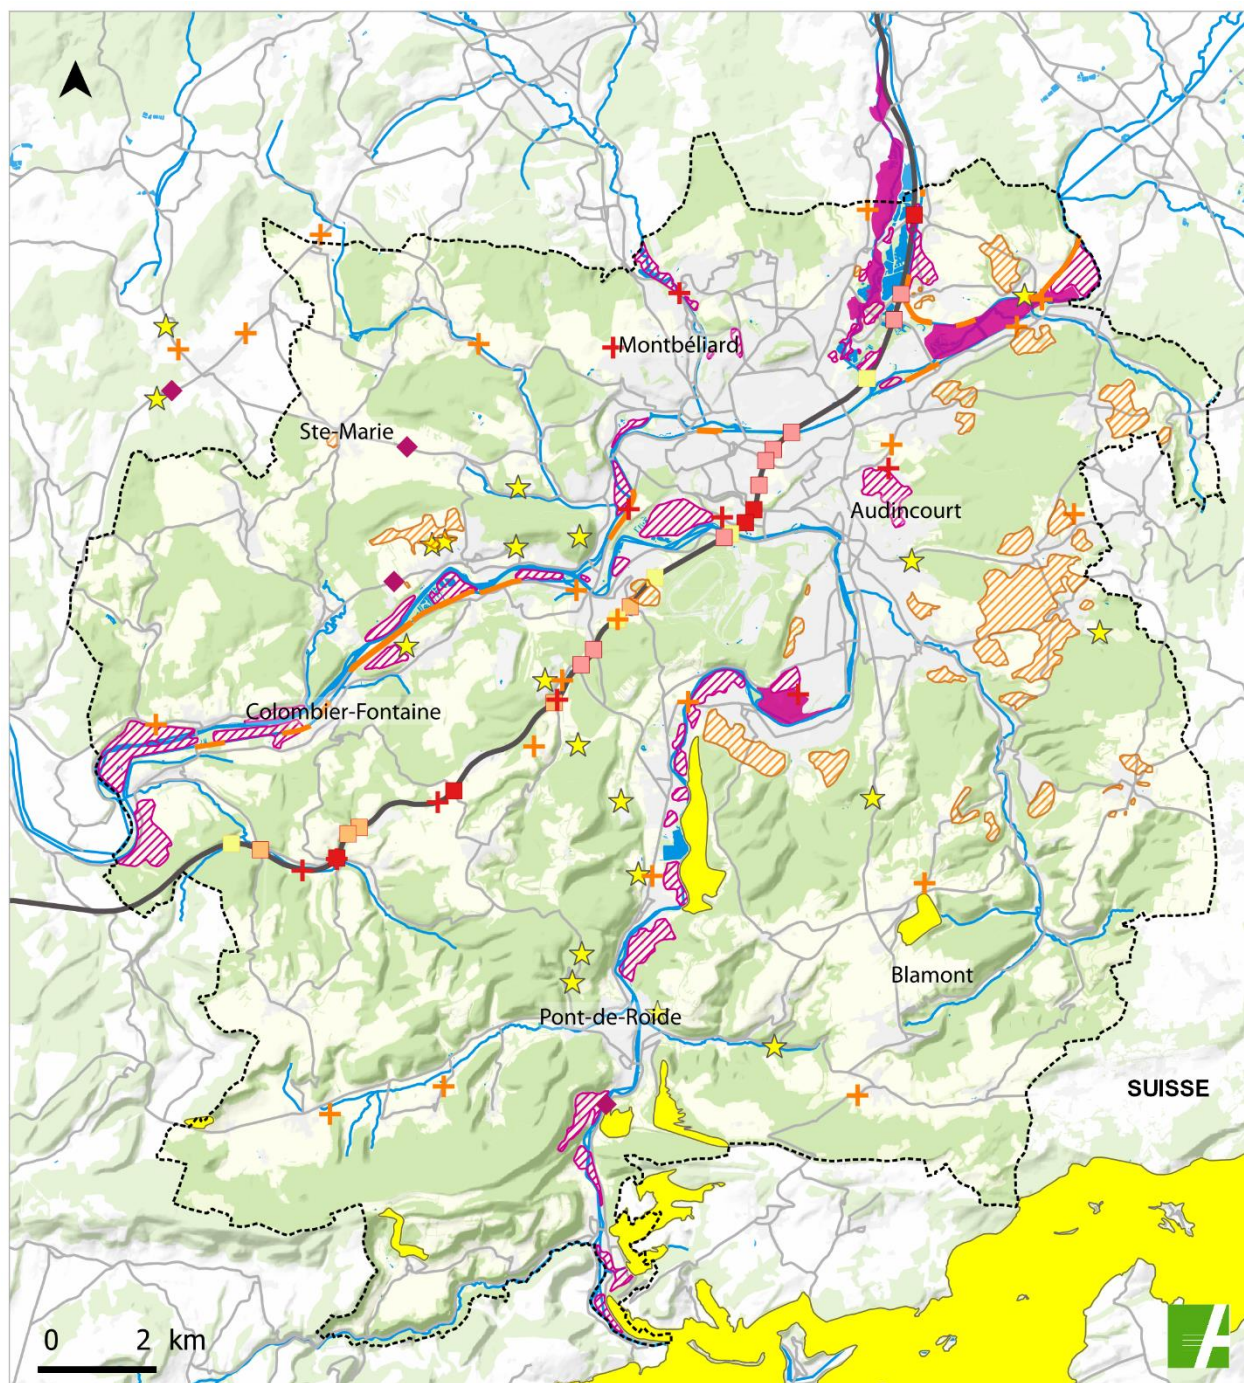 Montbéliard
Ste-Marie
Audincourt
Colombier-Fontaine
Blamont
Pont-de-Roide
SUISSE
0 2 km